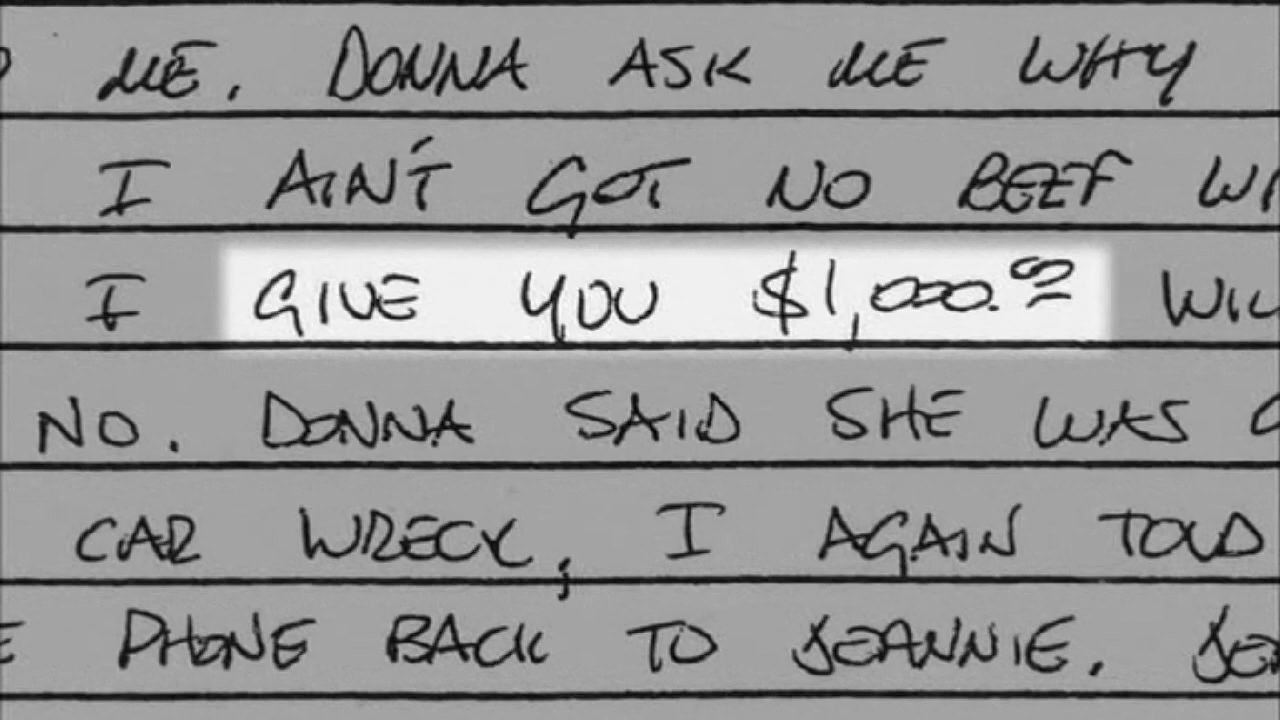 ME. DONNA ASK ME WHY
I AIN'T GOT NO BEEF
I GIVE YOU $1,000.00
NO. DONNA SAID SHE WAS
CAR WRECK, I AGAIN TOLD
PHONE BACK TO JEANNIE.